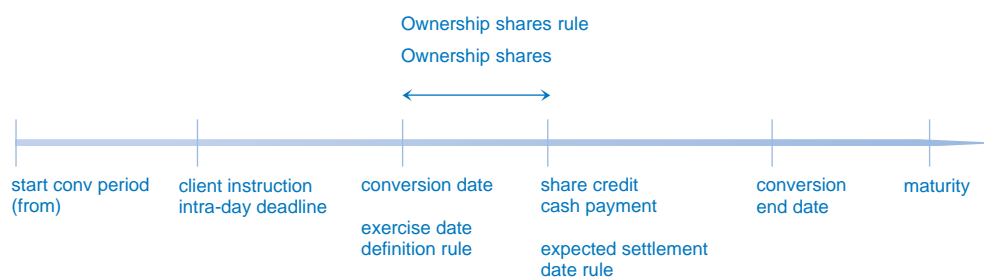 Ownership shares rule
Ownership shares
start conv period
(from)
client instruction
intra-day deadline
conversion date
exercise date
definition rule
share credit
cash payment
expected settlement
date rule
conversion
end date
maturity